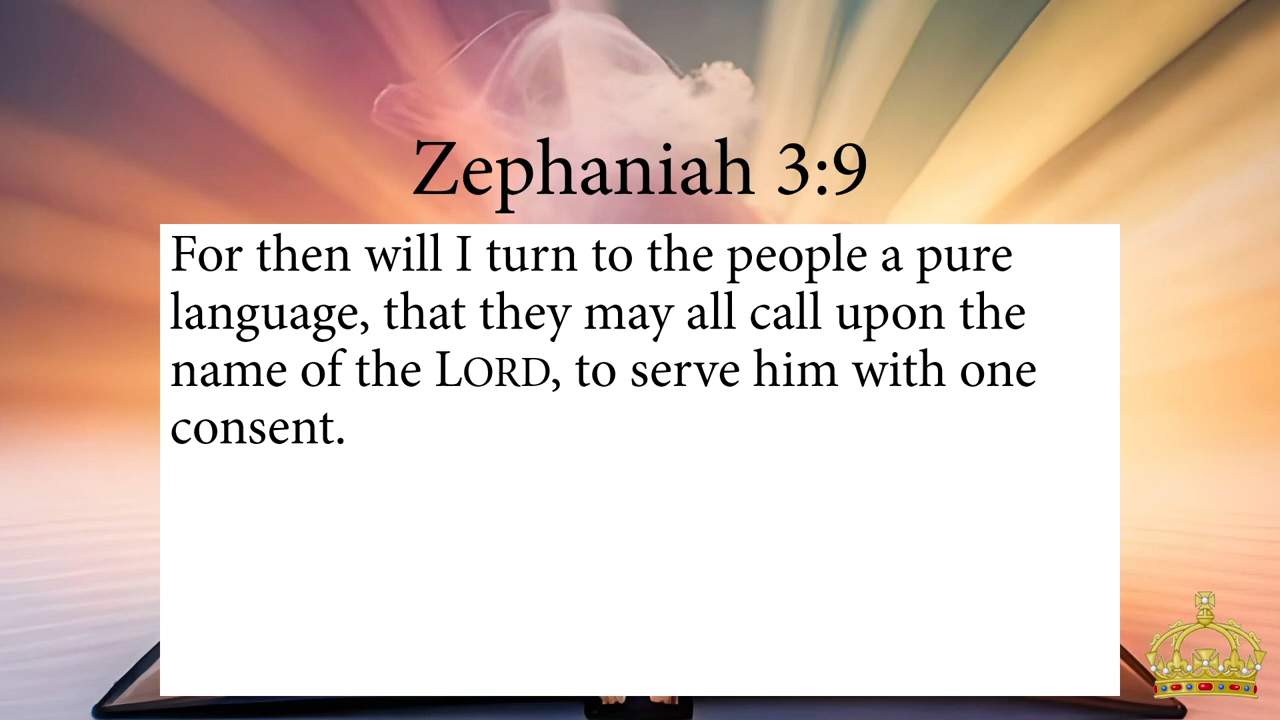 Zephaniah 3:9
For then will I turn to the people a pure
language, that they may all call upon the
name of the LORD, to serve him with one
consent.